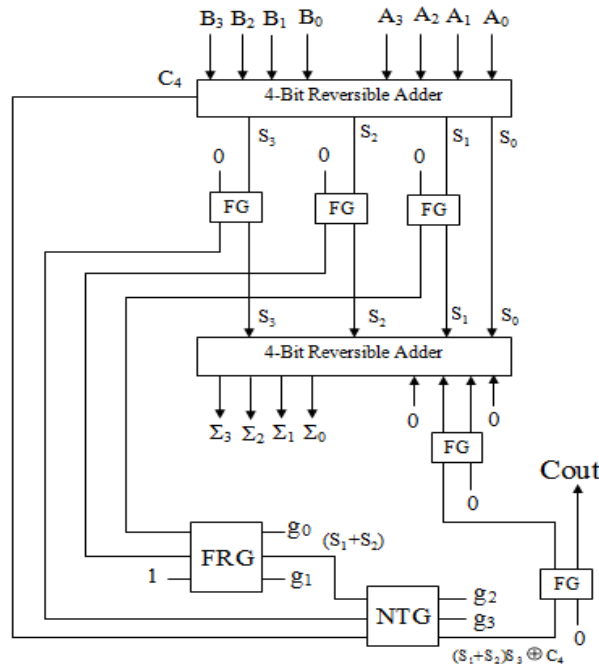 B₃ B₂ B₁ B₀ A₃ A₂ A₁ A₀
C₄
4-Bit Reversible Adder
S₃ S₂ S₁ S₀
0 0 0
FG FG FG
S₃ S₂ S₁ S₀
4-Bit Reversible Adder
Σ₃ Σ₂ Σ₁ Σ₀ 0 0
FG
0
Cout
FRG
g₀
(S₁+S₂)
1
g₁
FG
NTG
g₂
g₃
0
(S₁+S₂)S₃ ⊕ C₄